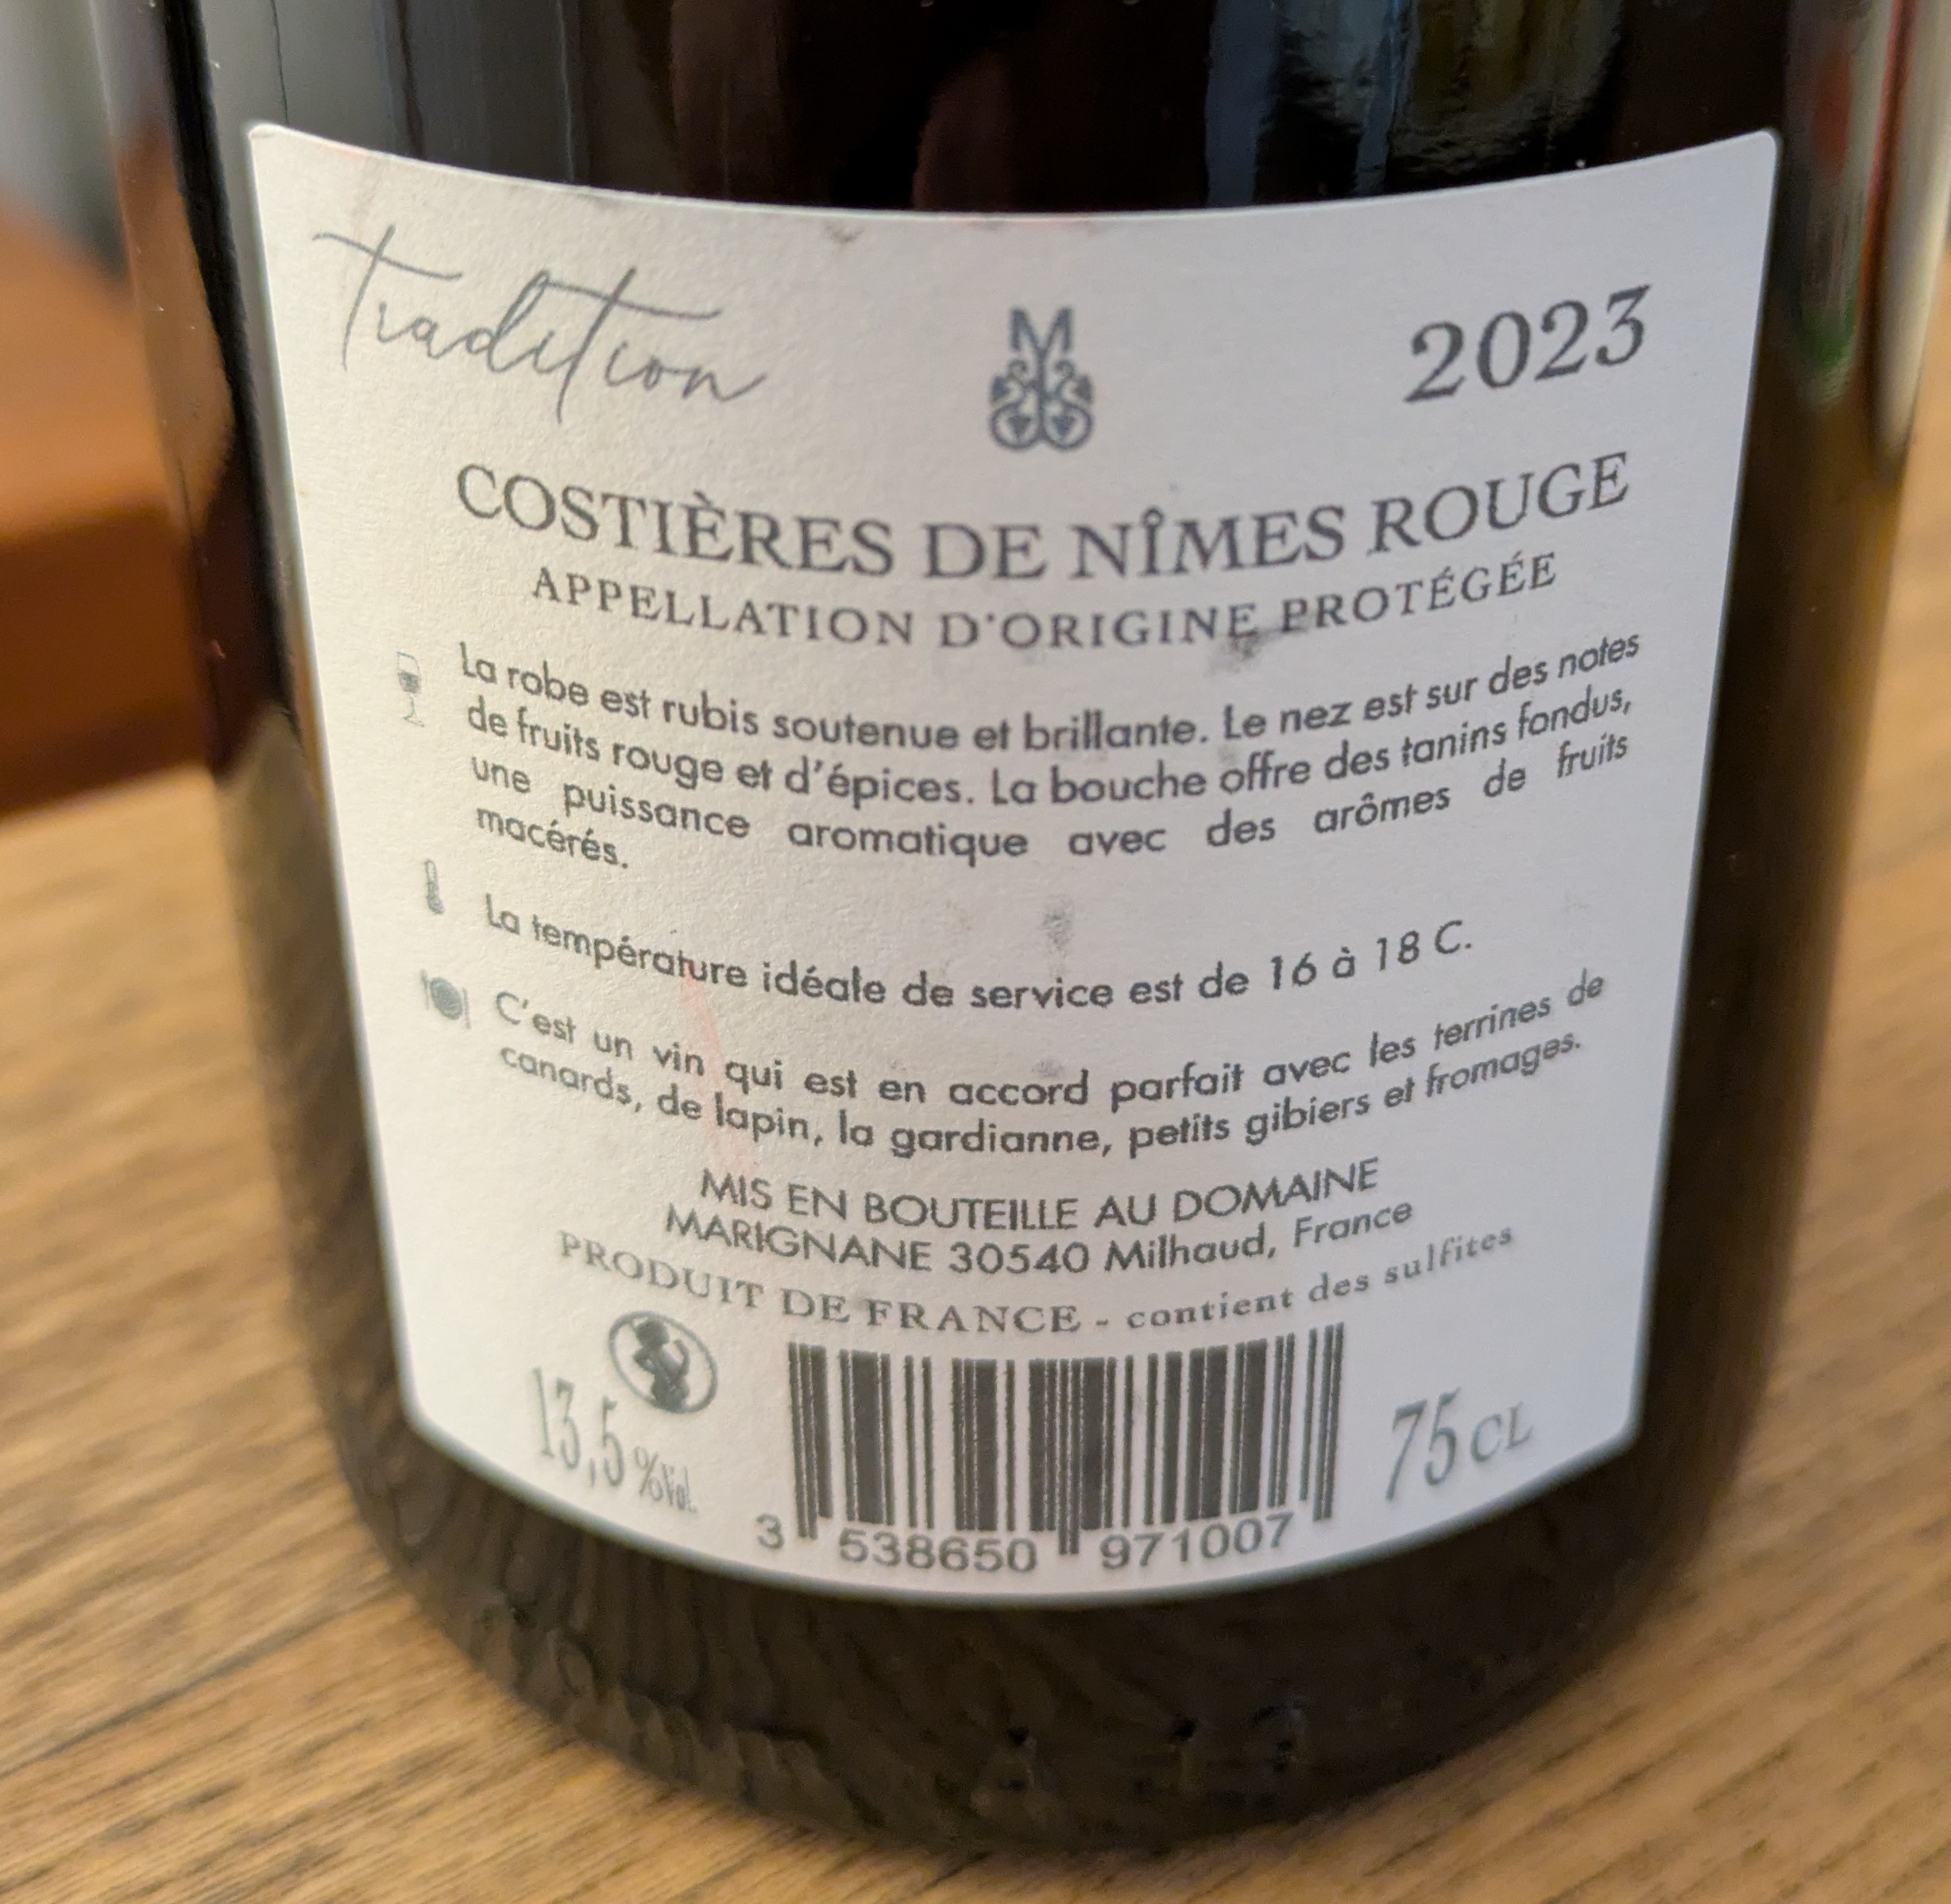 Tradition
M
2023
COSTIÈRES DE NÎMES ROUGE
APPELLATION D'ORIGINE PROTÉGÉE
La robe est rubis soutenue et brillante. Le nez est sur des notes
de fruits rouge et d'épices. La bouche offre des tanins fondus,
une puissance aromatique avec des arômes de fruits
macérés.
La température idéale de service est de 16 à 18 C.
C'est un vin qui est en accord parfait avec les terrines de
canards, de lapin, la gardianne, petits gibiers et fromages.
MIS EN BOUTEILLE AU DOMAINE
MARIGNANE 30540 Milhaud, France
PRODUIT DE FRANCE - contient des sulfites
13,5 %Vol.
3 538650 971007
75 CL